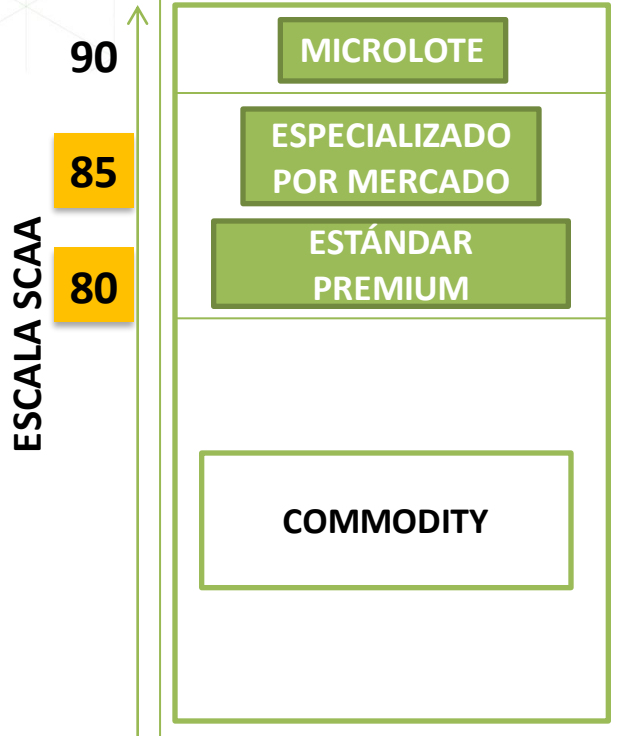 90
MICROLOTE
85
ESPECIALIZADO
POR MERCADO
80
ESTÁNDAR
PREMIUM
ESCALA SCAA
COMMODITY